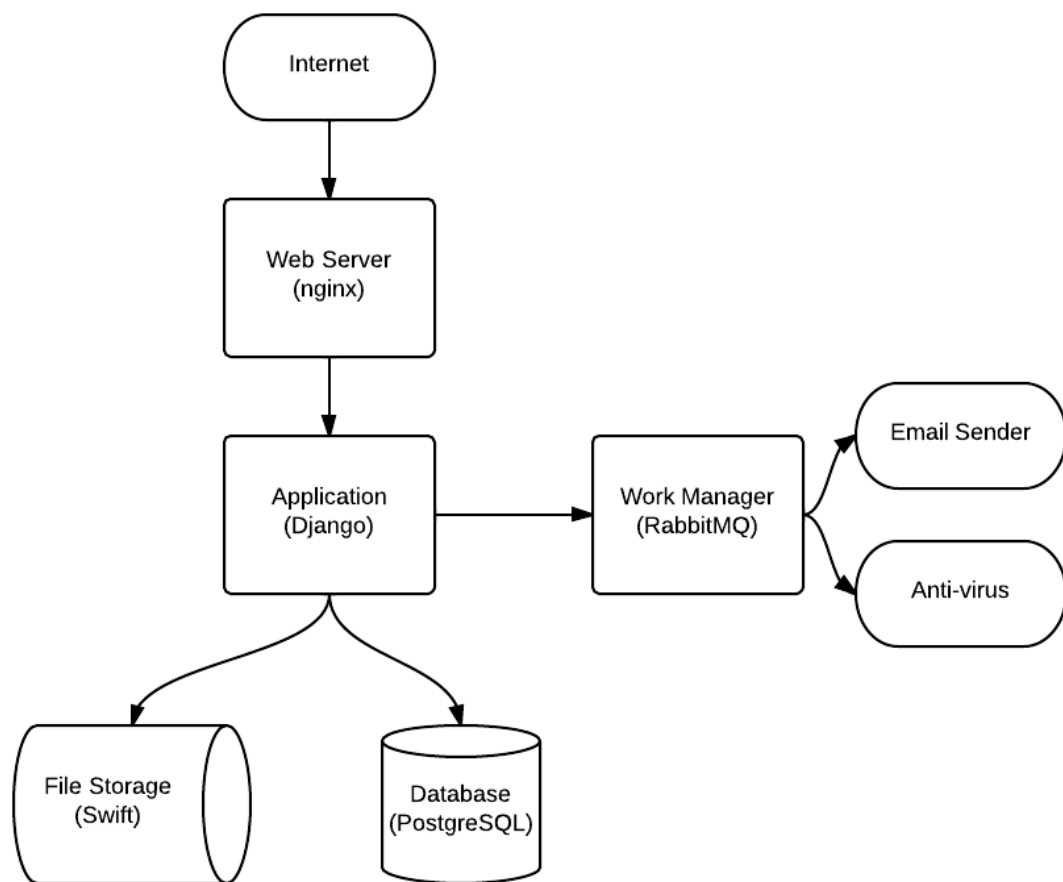 Internet
Web Server
(nginx)
Application
(Django)
Work Manager
(RabbitMQ)
Email Sender
Anti-virus
File Storage
(Swift)
Database
(PostgreSQL)